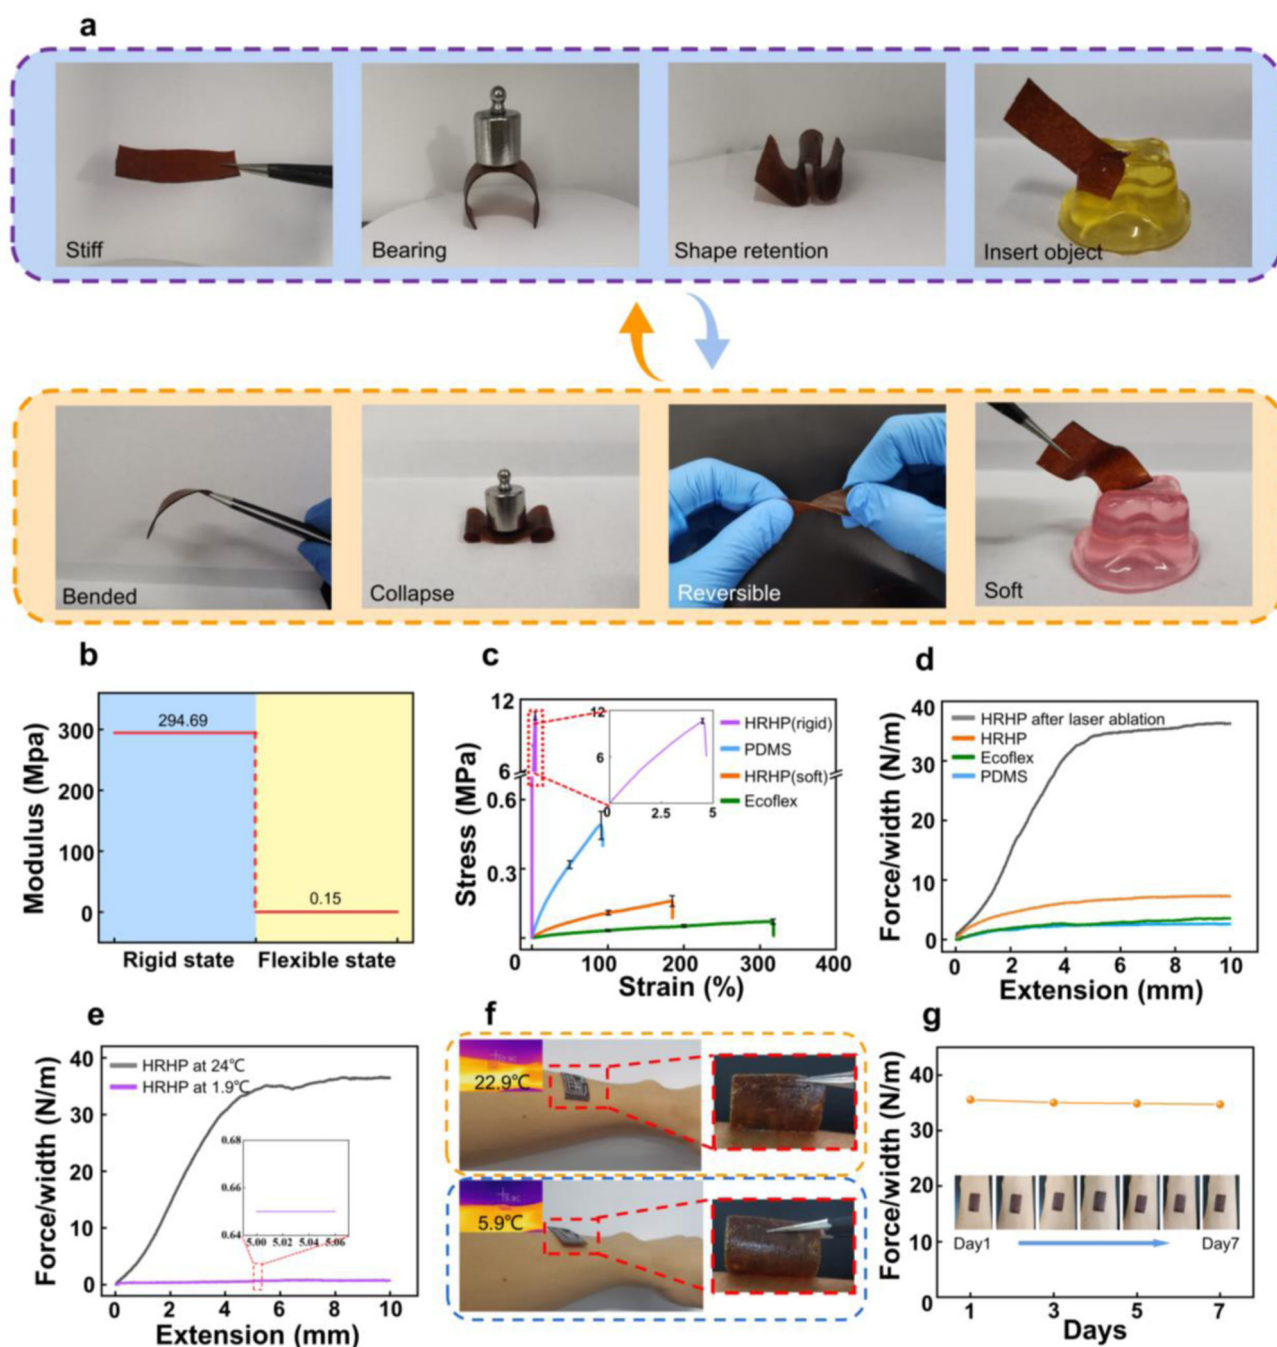 a
Stiff
Bearing
Shape retention
Insert object
Bended
Collapse
Reversible
Soft
b
Modulus (Mpa)
300
200
100
0
294.69
0.15
Rigid state
Flexible state
c
Stress (MPa)
12
6
0.6
0.3
0
100
200
300
400
Strain (%)
12
6
0
2.5
5
HRHP(rigid)
PDMS
HRHP(soft)
Ecoflex
d
Force/width (N/m)
40
30
20
10
0
0
2
4
6
8
10
Extension (mm)
HRHP after laser ablation
HRHP
Ecoflex
PDMS
e
Force/width (N/m)
40
30
20
10
0
0
2
4
6
8
10
Extension (mm)
HRHP at 24℃
HRHP at 1.9℃
0.68
0.66
0.64
5.00
5.02
5.04
5.06
f
22.9℃
5.9℃
g
Force/width (N/m)
40
30
20
10
0
1
3
5
7
Days
Day1
Day7